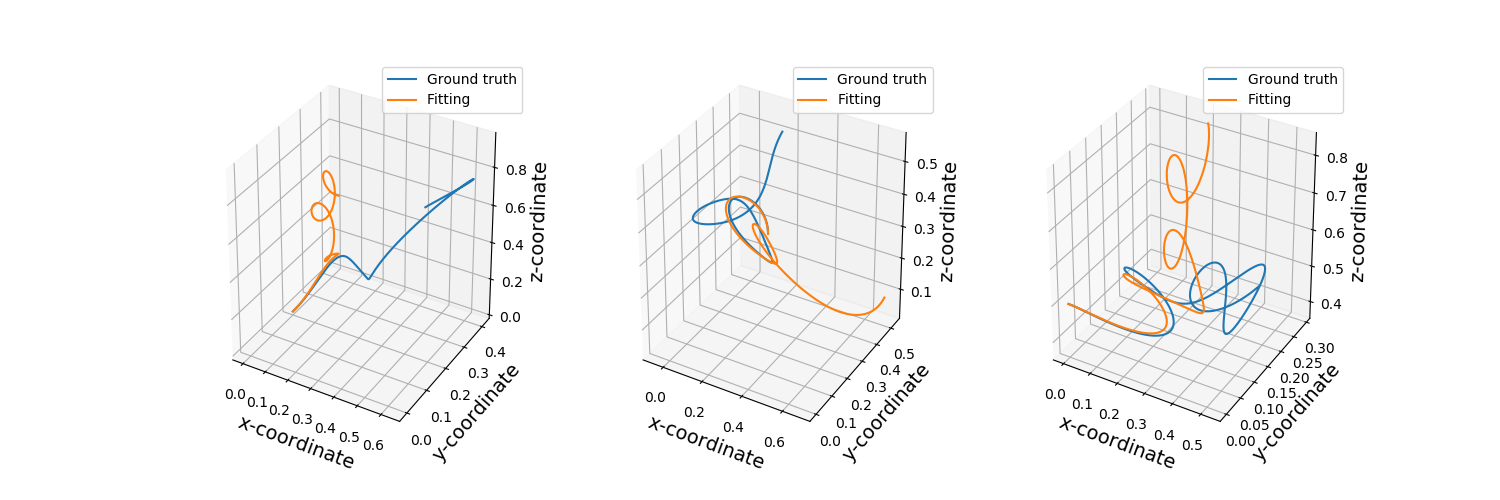 Ground truth
Fitting
0.8
0.6
0.4
0.2
0.0
z-coordinate
0.0 0.1 0.2 0.3 0.4 0.5 0.6
x-coordinate
0.0 0.1 0.2 0.3 0.4
y-coordinate
Ground truth
Fitting
0.5
0.4
0.3
0.2
0.1
z-coordinate
0.0 0.2 0.4 0.6
x-coordinate
0.0 0.1 0.2 0.3 0.4 0.5
y-coordinate
Ground truth
Fitting
0.8
0.7
0.6
0.5
0.4
z-coordinate
0.0 0.1 0.2 0.3 0.4 0.5
x-coordinate
0.00 0.05 0.10 0.15 0.20 0.25 0.30
y-coordinate